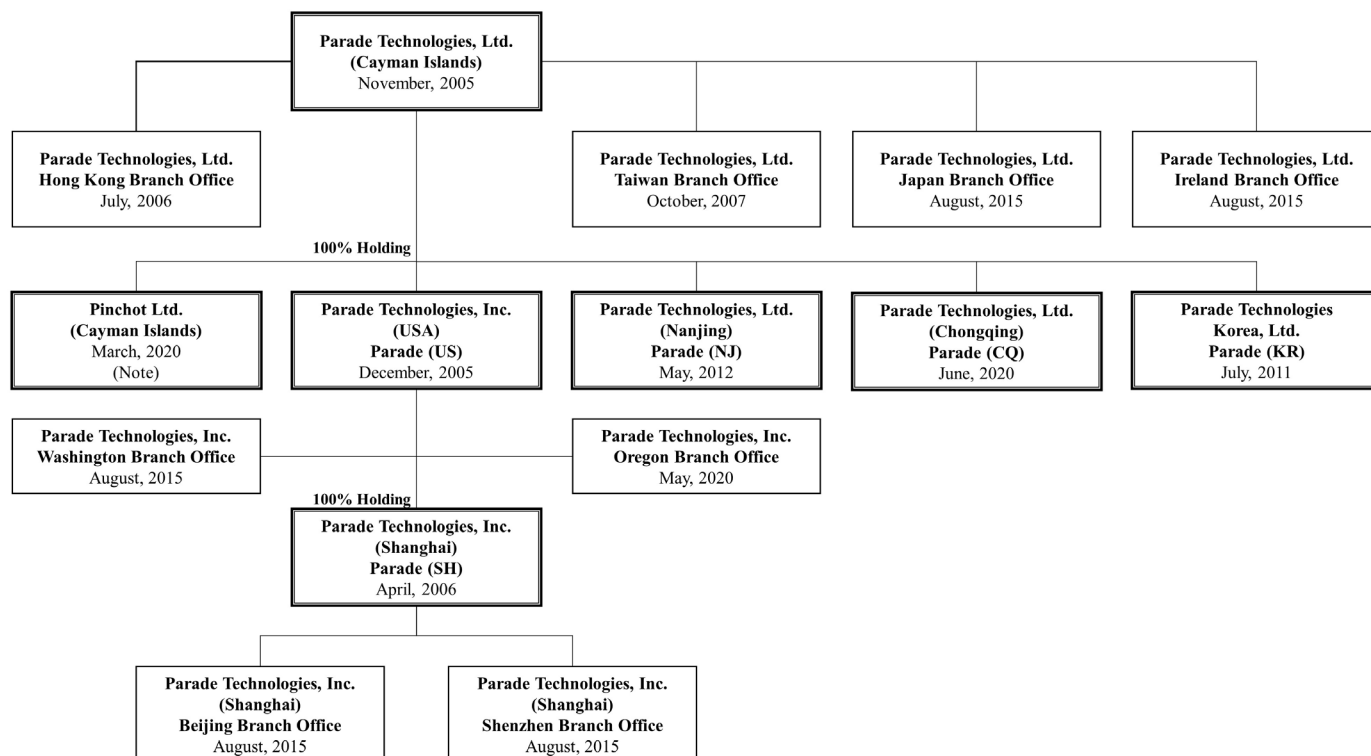 Parade Technologies, Ltd.
(Cayman Islands)
November, 2005
Parade Technologies, Ltd.
Hong Kong Branch Office
July, 2006
Parade Technologies, Ltd.
Taiwan Branch Office
October, 2007
Parade Technologies, Ltd.
Japan Branch Office
August, 2015
Parade Technologies, Ltd.
Ireland Branch Office
August, 2015
100% Holding
Pinchot Ltd.
(Cayman Islands)
March, 2020
(Note)
Parade Technologies, Inc.
(USA)
Parade (US)
December, 2005
Parade Technologies, Ltd.
(Nanjing)
Parade (NJ)
May, 2012
Parade Technologies, Ltd.
(Chongqing)
Parade (CQ)
June, 2020
Parade Technologies
Korea, Ltd.
Parade (KR)
July, 2011
Parade Technologies, Inc.
Washington Branch Office
August, 2015
Parade Technologies, Inc.
Oregon Branch Office
May, 2020
100% Holding
Parade Technologies, Inc.
(Shanghai)
Parade (SH)
April, 2006
Parade Technologies, Inc.
(Shanghai)
Beijing Branch Office
August, 2015
Parade Technologies, Inc.
(Shanghai)
Shenzhen Branch Office
August, 2015